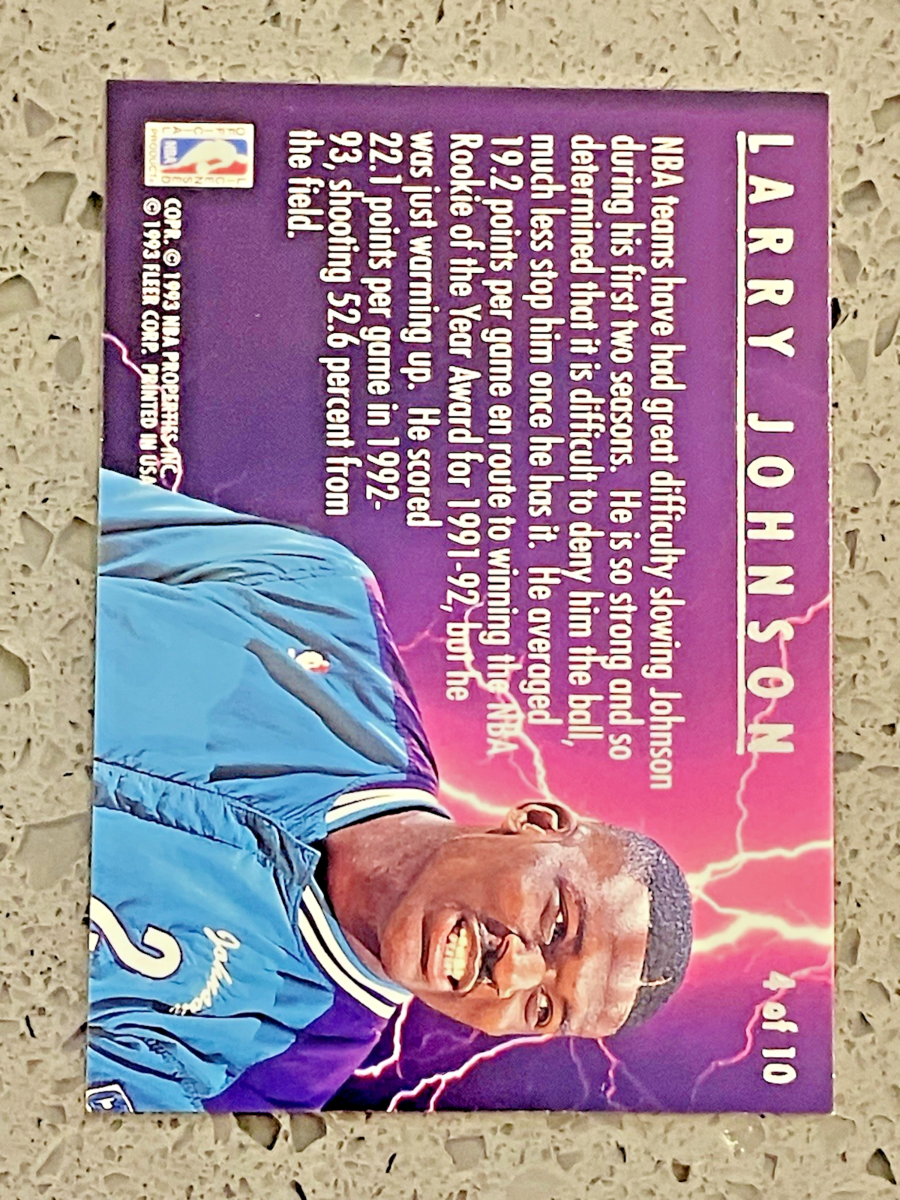 LARRY JOHNSON
4 of 10
NBA teams have had great difficulty slowing Johnson
during his first two seasons. He is so strong and so
determined that it is difficult to deny him the ball,
much less stop him once he has it. He averaged
19.2 points per game en route to winning the NBA
Rookie of the Year Award for 1991-92, but he
was just warming up. He scored
22.1 points per game in 1992-
93, shooting 52.6 percent from
the field.
NBA
COPR. © 1993 NBA PROPERTIES, INC.
© 1993 FLEER CORP. PRINTED IN USA
Johnson
2